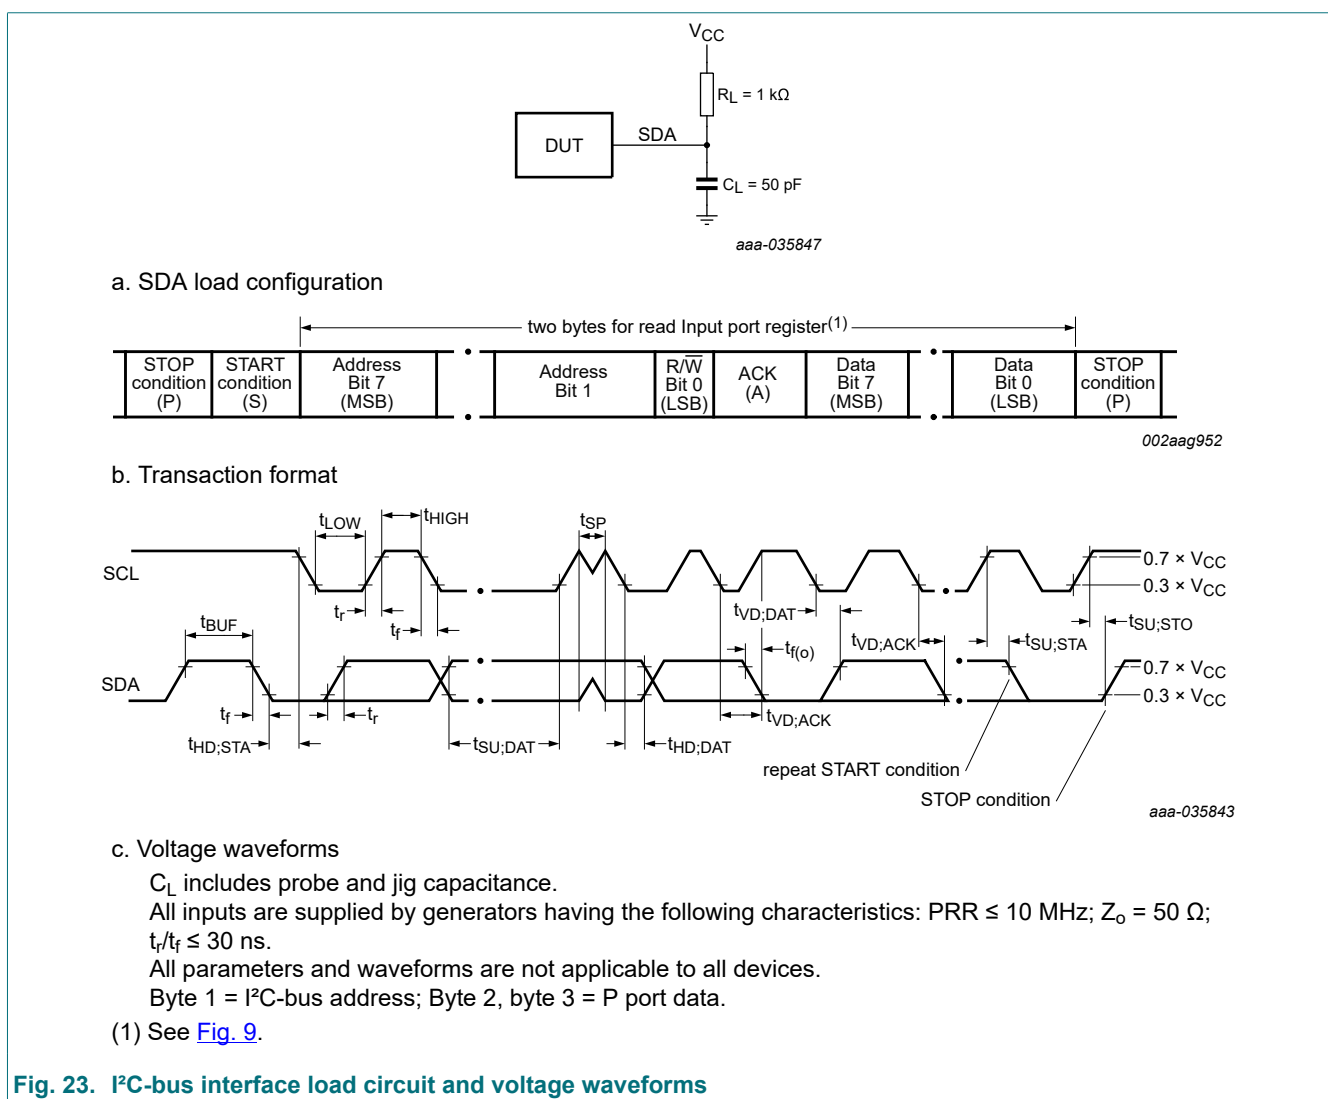 VCC
RL = 1 kΩ
DUT
SDA
CL = 50 pF
aaa-035847
a. SDA load configuration
two bytes for read Input port register(1)
STOP condition (P)
START condition (S)
Address Bit 7 (MSB)
Address Bit 1
R/W̅ Bit 0 (LSB)
ACK (A)
Data Bit 7 (MSB)
Data Bit 0 (LSB)
STOP condition (P)
002aag952
b. Transaction format
tLOW
tHIGH
tSP
SCL
0.7 × VCC
0.3 × VCC
tr
tf
tBUF
tVD;DAT
tVD;ACK
tSU;STA
tSU;STO
tf(o)
SDA
0.7 × VCC
0.3 × VCC
tf
tr
tVD;ACK
tHD;STA
tSU;DAT
tHD;DAT
repeat START condition
STOP condition
aaa-035843
c. Voltage waveforms
CL includes probe and jig capacitance.
All inputs are supplied by generators having the following characteristics: PRR ≤ 10 MHz; Zo = 50 Ω;
tr/tf ≤ 30 ns.
All parameters and waveforms are not applicable to all devices.
Byte 1 = I²C-bus address; Byte 2, byte 3 = P port data.
(1) See Fig. 9.
Fig. 23. I²C-bus interface load circuit and voltage waveforms